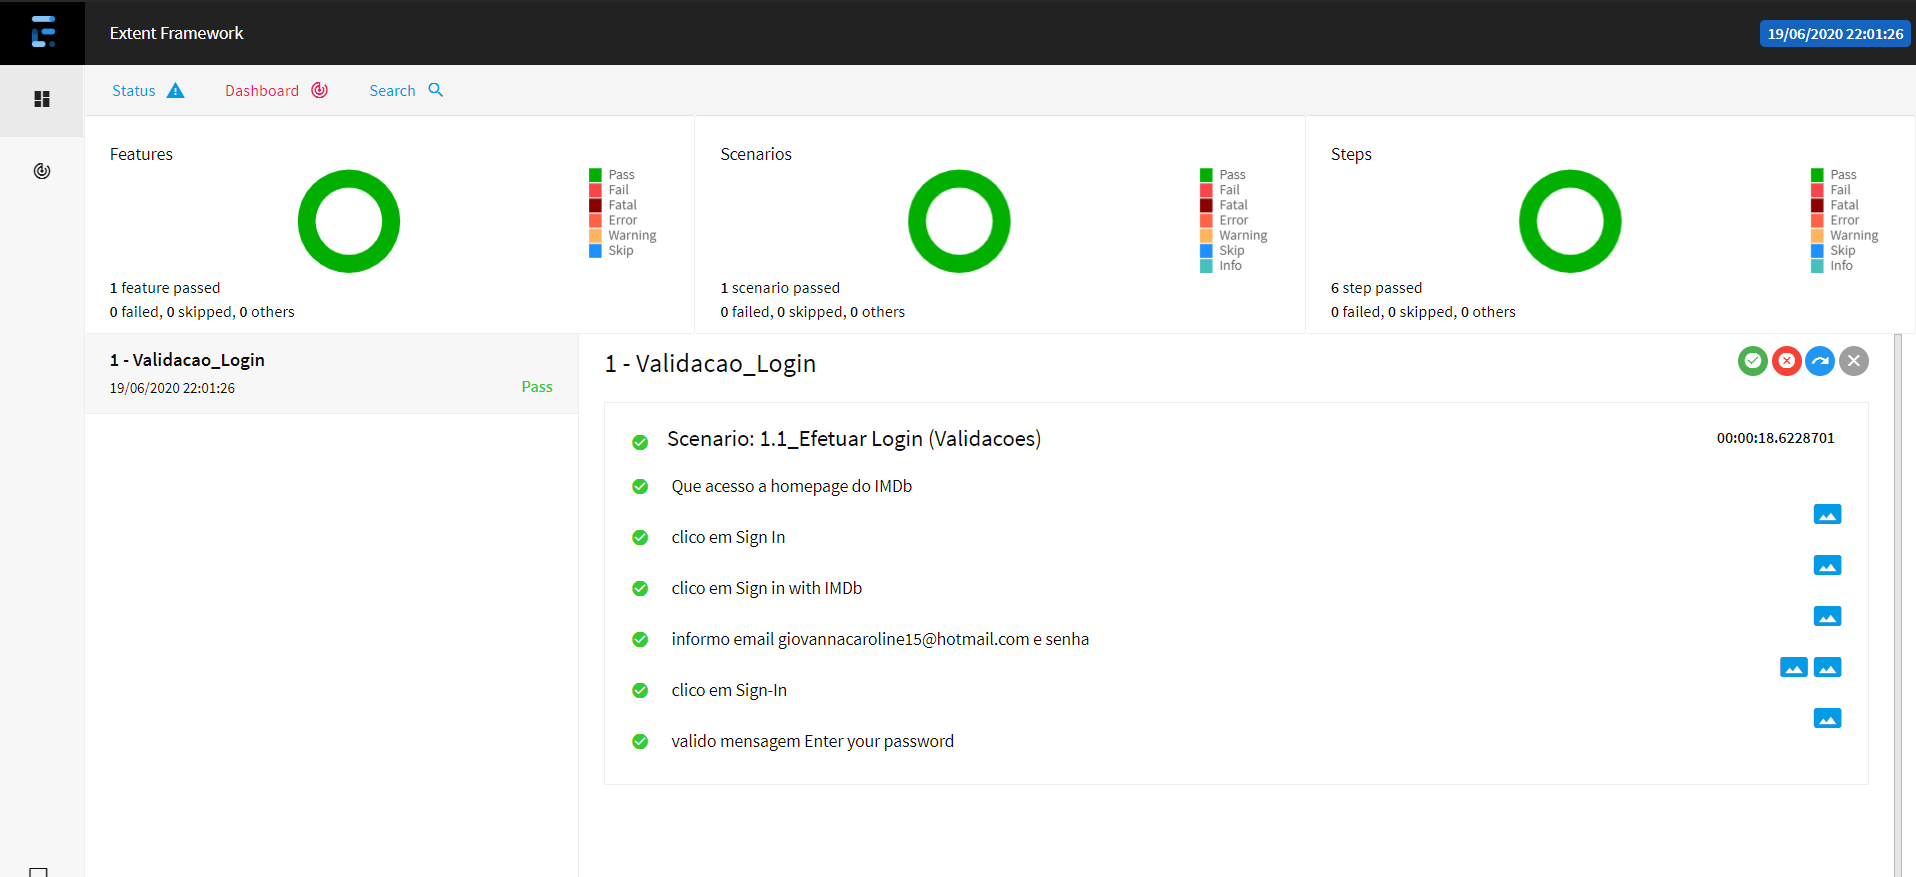 Extent Framework
19/06/2020 22:01:26
Status
Dashboard
Search
Features
Pass
Fail
Fatal
Error
Warning
Skip
1 feature passed
0 failed, 0 skipped, 0 others
Scenarios
Pass
Fail
Fatal
Error
Warning
Skip
Info
1 scenario passed
0 failed, 0 skipped, 0 others
Steps
Pass
Fail
Fatal
Error
Warning
Skip
Info
6 step passed
0 failed, 0 skipped, 0 others
1 - Validacao_Login
19/06/2020 22:01:26
Pass
1 - Validacao_Login
Scenario: 1.1_Efetuar Login (Validacoes)
00:00:18.6228701
Que acesso a homepage do IMDb
clico em Sign In
clico em Sign in with IMDb
informo email giovannacaroline15@hotmail.com e senha
clico em Sign-In
valido mensagem Enter your password